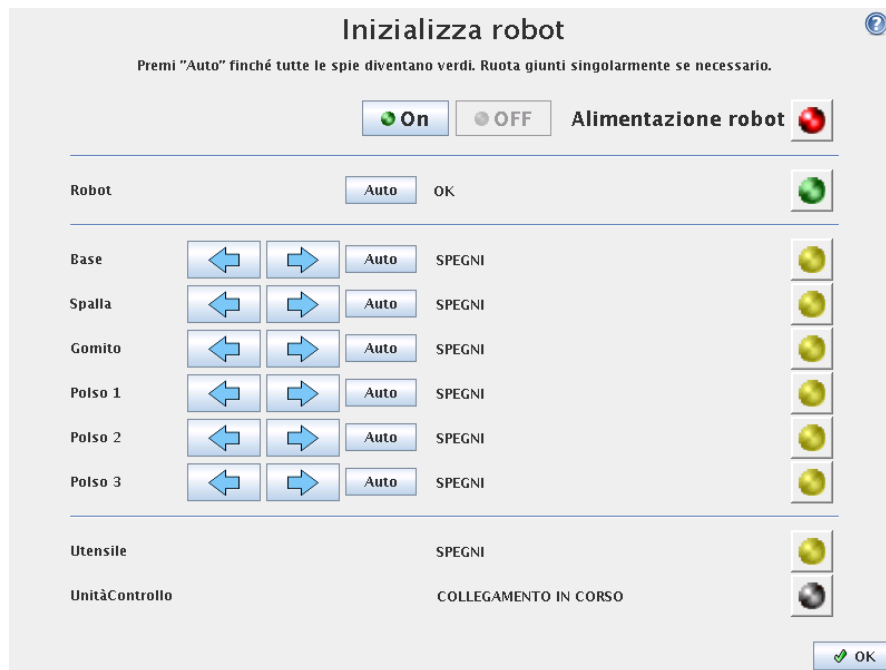 Inizializza robot
?
Premi "Auto" finché tutte le spie diventano verdi. Ruota giunti singolarmente se necessario.
On OFF Alimentazione robot
Robot Auto OK
Base Auto SPEGNI
Spalla Auto SPEGNI
Gomito Auto SPEGNI
Polso 1 Auto SPEGNI
Polso 2 Auto SPEGNI
Polso 3 Auto SPEGNI
Utensile SPEGNI
UnitàControllo COLLEGAMENTO IN CORSO
OK